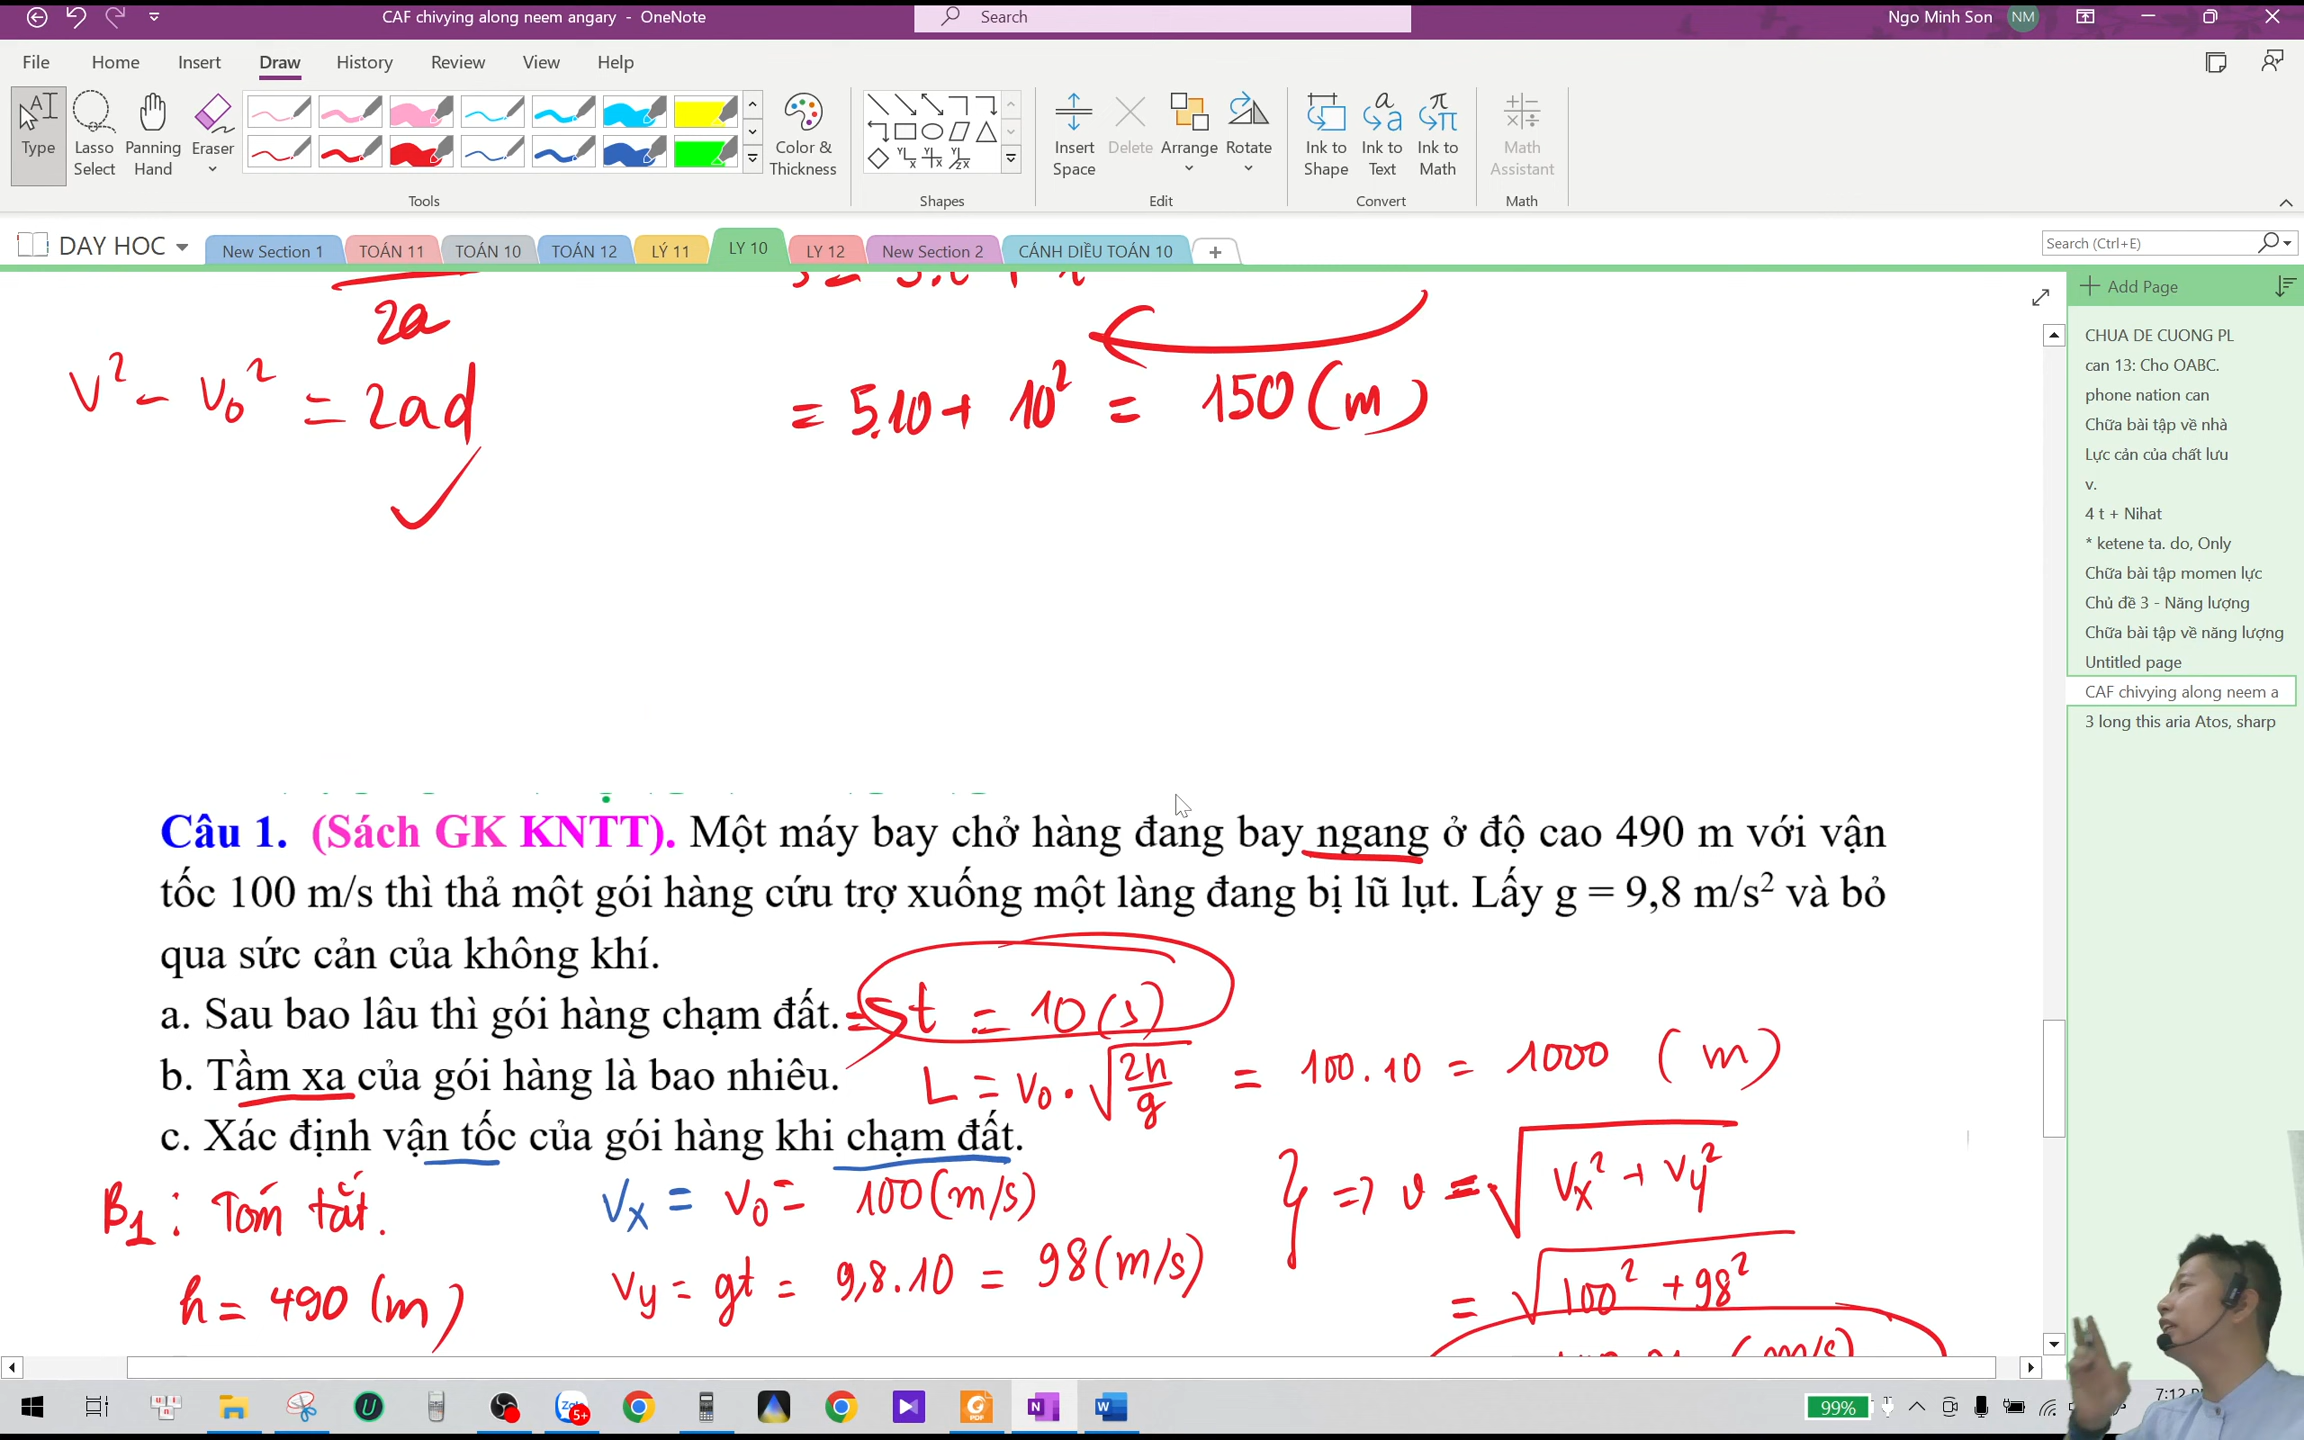 CAF chivying along neem angary - OneNote
Search
Ngo Minh Son
NM
File Home Insert Draw History Review View Help
Type
Lasso Select
Panning Hand
Eraser
Color & Thickness
Insert Space
Delete
Arrange
Rotate
Ink to Shape
Ink to Text
Ink to Math
Math Assistant
Tools
Shapes
Edit
Convert
Math
DAY HOC
New Section 1
TOÁN 11
TOÁN 10
TOÁN 12
LÝ 11
LY 10
LY 12
New Section 2
CÁNH DIỀU TOÁN 10
Search (Ctrl+E)
Add Page
CHUA DE CUONG PL
can 13: Cho OABC.
phone nation can
Chữa bài tập về nhà
Lực cản của chất lưu
v.
4 t + Nihat
* ketene ta. do, Only
Chữa bài tập momen lực
Chủ đề 3 - Năng lượng
Chữa bài tập về năng lượng
Untitled page
CAF chivying along neem a
3 long this aria Atos, sharp
2a
v² - v₀² = 2ad
= 5.10 + 10² = 150 (m)
Câu 1. (Sách GK KNTT). Một máy bay chở hàng đang bay ngang ở độ cao 490 m với vận
tốc 100 m/s thì thả một gói hàng cứu trợ xuống một làng đang bị lũ lụt. Lấy g = 9,8 m/s² và bỏ
qua sức cản của không khí.
a. Sau bao lâu thì gói hàng chạm đất. => t = 10 (s)
b. Tầm xa của gói hàng là bao nhiêu. L = v₀ . √(2h/g) = 100.10 = 1000 (m)
c. Xác định vận tốc của gói hàng khi chạm đất.
B1 : Tóm tắt.
vx = v₀ = 100 (m/s)
} => v = √(vx² + vy²)
h = 490 (m)
vy = gt = 9,8.10 = 98 (m/s)
= √(100² + 98²)
(m/s)
99%